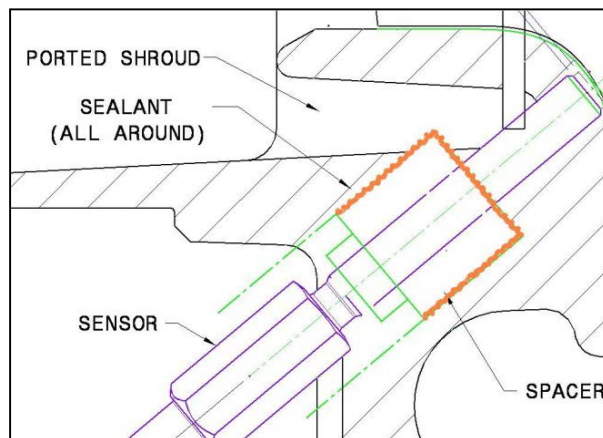 PORTED SHROUD
SEALANT
(ALL AROUND)
SENSOR
SPACER